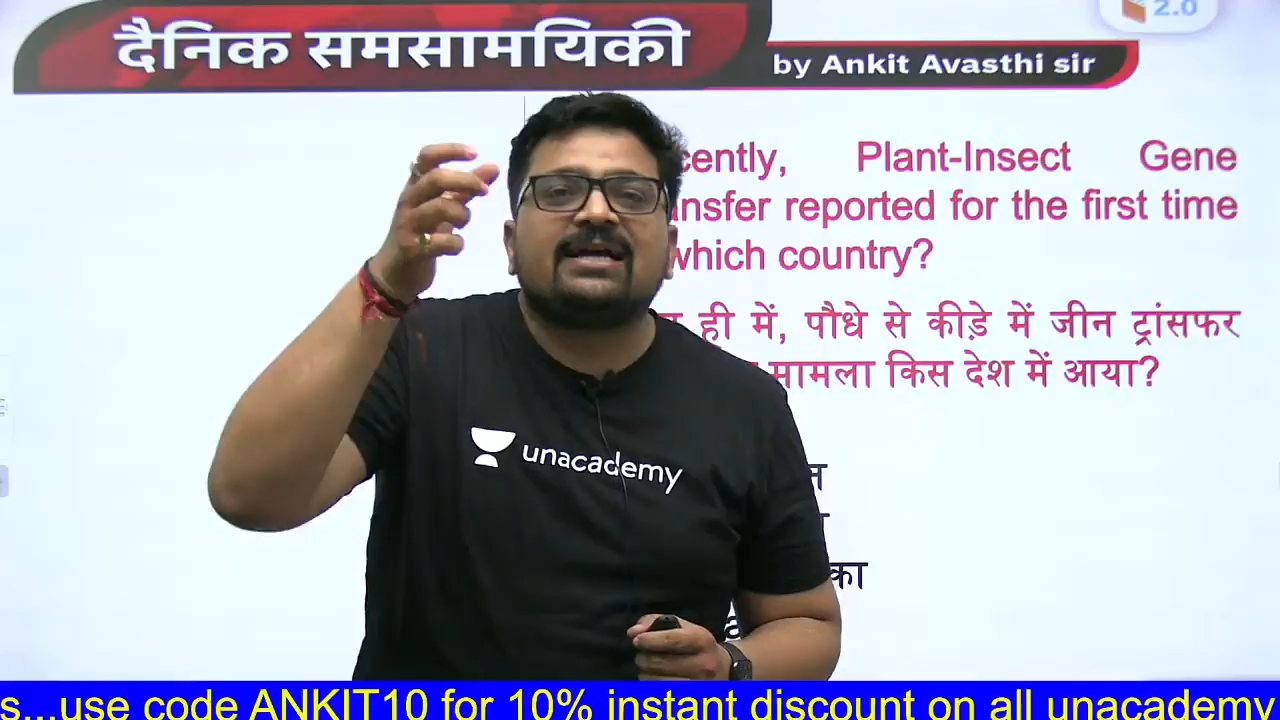 2.0
दैनिक समसामयिकी
by Ankit Avasthi sir
cently, Plant-Insect Gene
ansfer reported for the first time
which country?
ही में, पौधे से कीड़े में जीन ट्रांसफर
मामला किस देश में आया?
unacademy
का
s...use code ANKIT10 for 10% instant discount on all unacademy